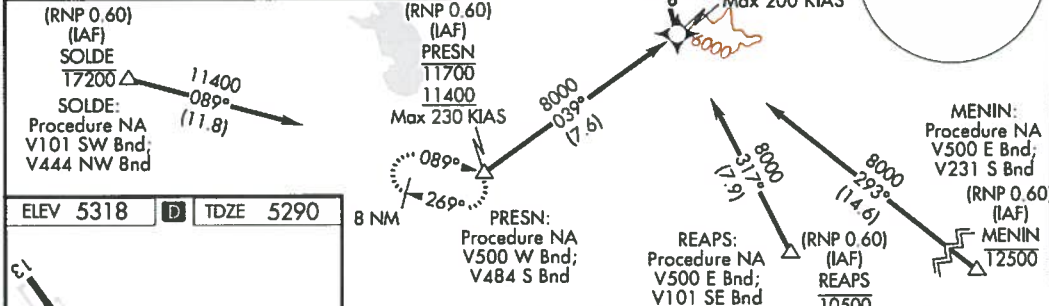 (RNP 0.60)
(IAF)
SOLDE
17200
11400
089°
(11.8)
SOLDE:
Procedure NA
V101 SW Bnd;
V444 NW Bnd
ELEV 5318 D TDZE 5290
13
(RNP 0.60)
(IAF)
PRESN
11700
11400
Max 230 KIAS
089°
269°
8 NM
PRESN:
Procedure NA
V500 W Bnd;
V484 S Bnd
8000
039°
(7.6)
Max 200 KIAS
6000
8000
317°
(7.9)
REAPS:
Procedure NA
V500 E Bnd;
V101 SE Bnd
(RNP 0.60)
(IAF)
REAPS
10500
8000
293°
(14.6)
MENIN:
Procedure NA
V500 E Bnd;
V231 S Bnd
(RNP 0.60)
(IAF)
MENIN
12500